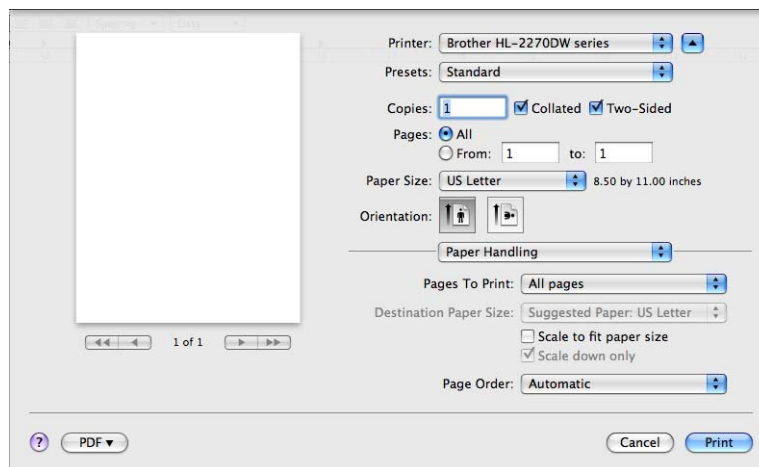 Spacing Lists
Printer: Brother HL-2270DW series
Presets: Standard
Copies: 1 Collated Two-Sided
Pages: All
From: 1 to: 1
Paper Size: US Letter 8.50 by 11.00 inches
Orientation:
Paper Handling
Pages To Print: All pages
Destination Paper Size: Suggested Paper: US Letter
Scale to fit paper size
1 of 1
Scale down only
Page Order: Automatic
? PDF Cancel Print